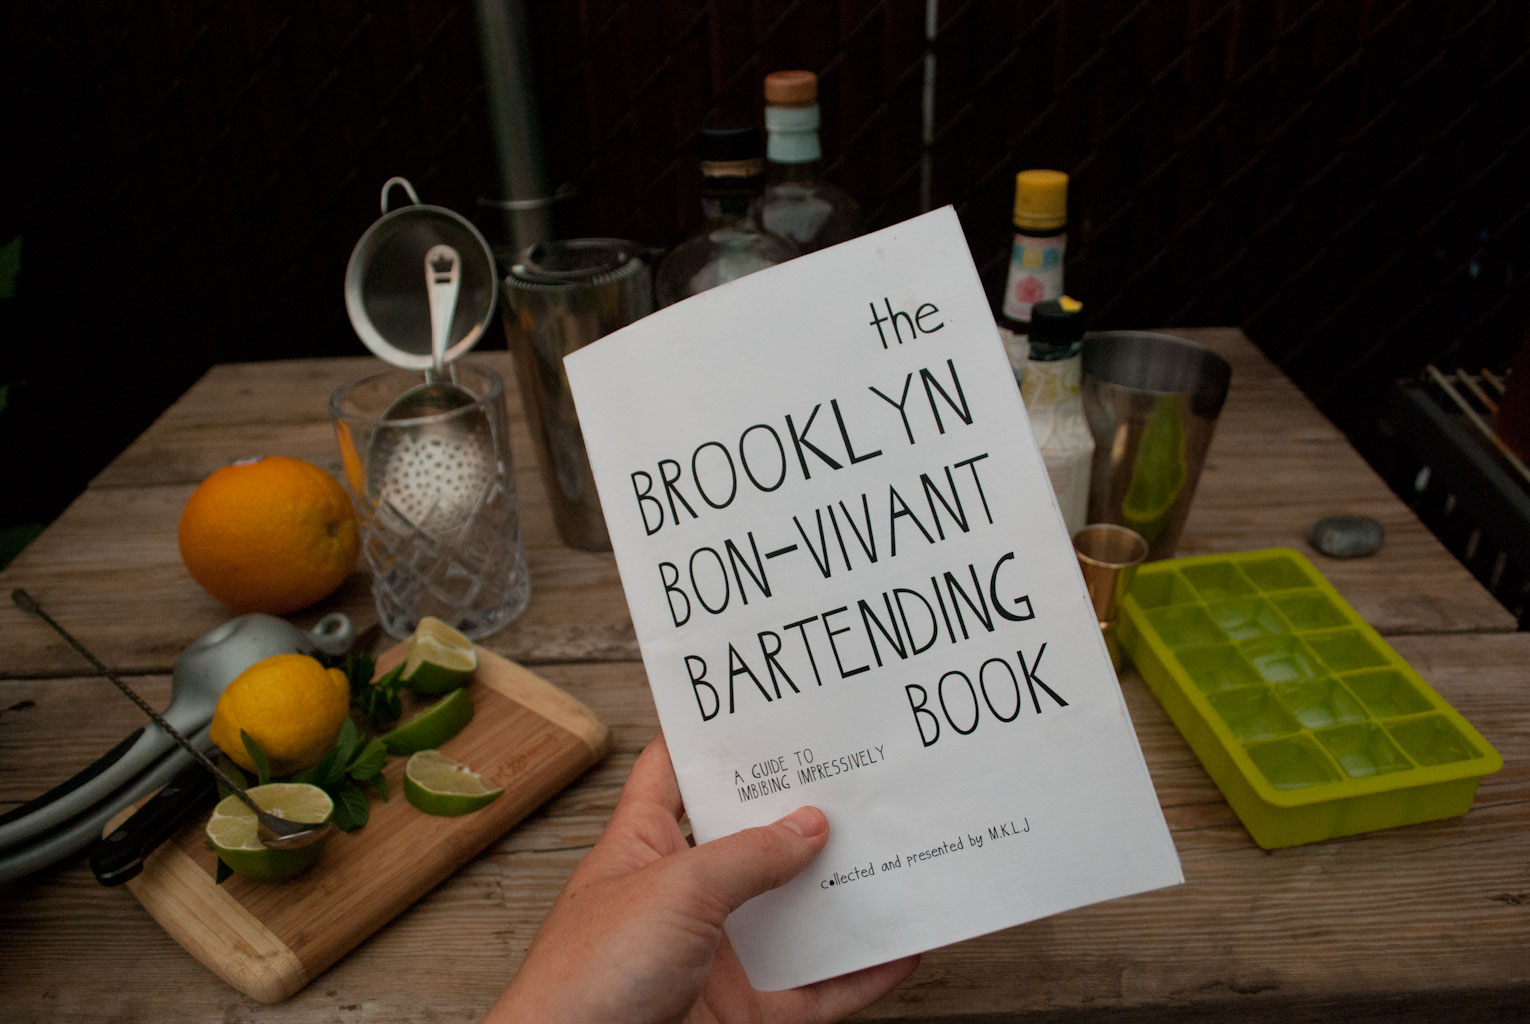 the
BROOKLYN
BON-VIVANT
BARTENDING
BOOK
A GUIDE TO
IMBIBING IMPRESSIVELY
collected and presented by M.K.L.J